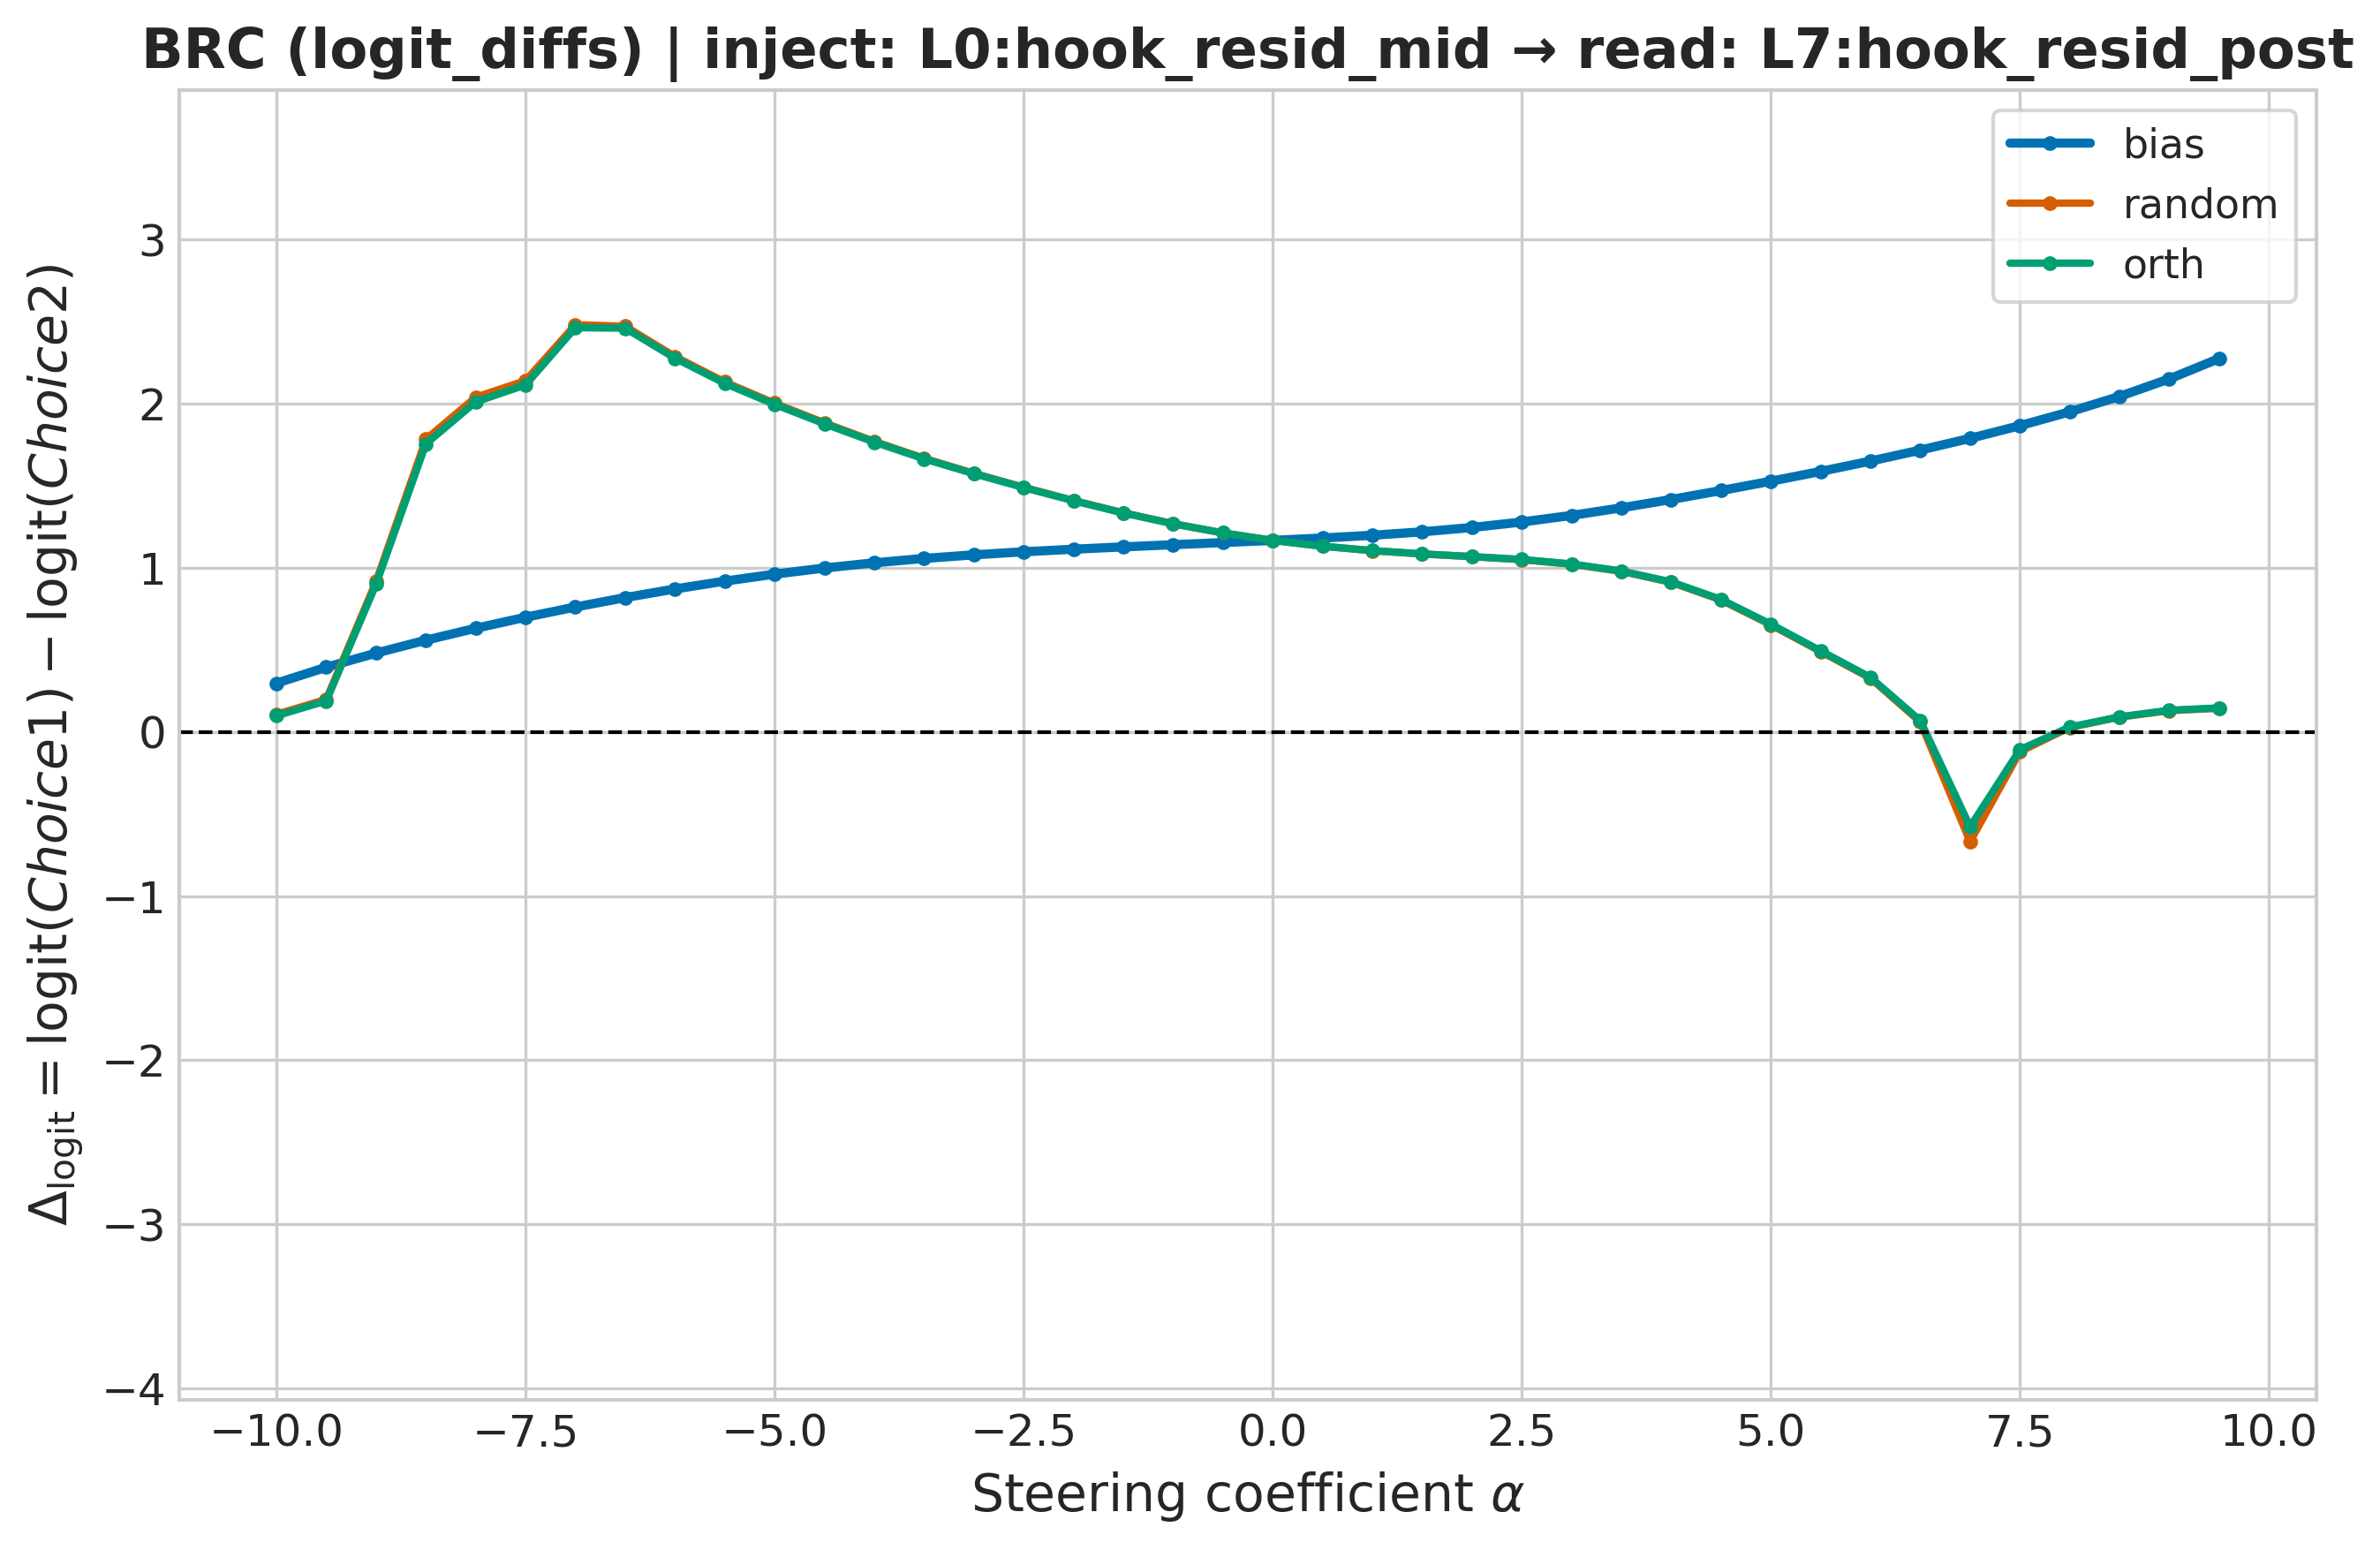 BRC (logit_diffs) | inject: L0:hook_resid_mid → read: L7:hook_resid_post
bias
random
orth
Δlogit = logit(Choice1) − logit(Choice2)
3
2
1
0
−1
−2
−3
−4
−10.0 −7.5 −5.0 −2.5 0.0 2.5 5.0 7.5 10.0
Steering coefficient α